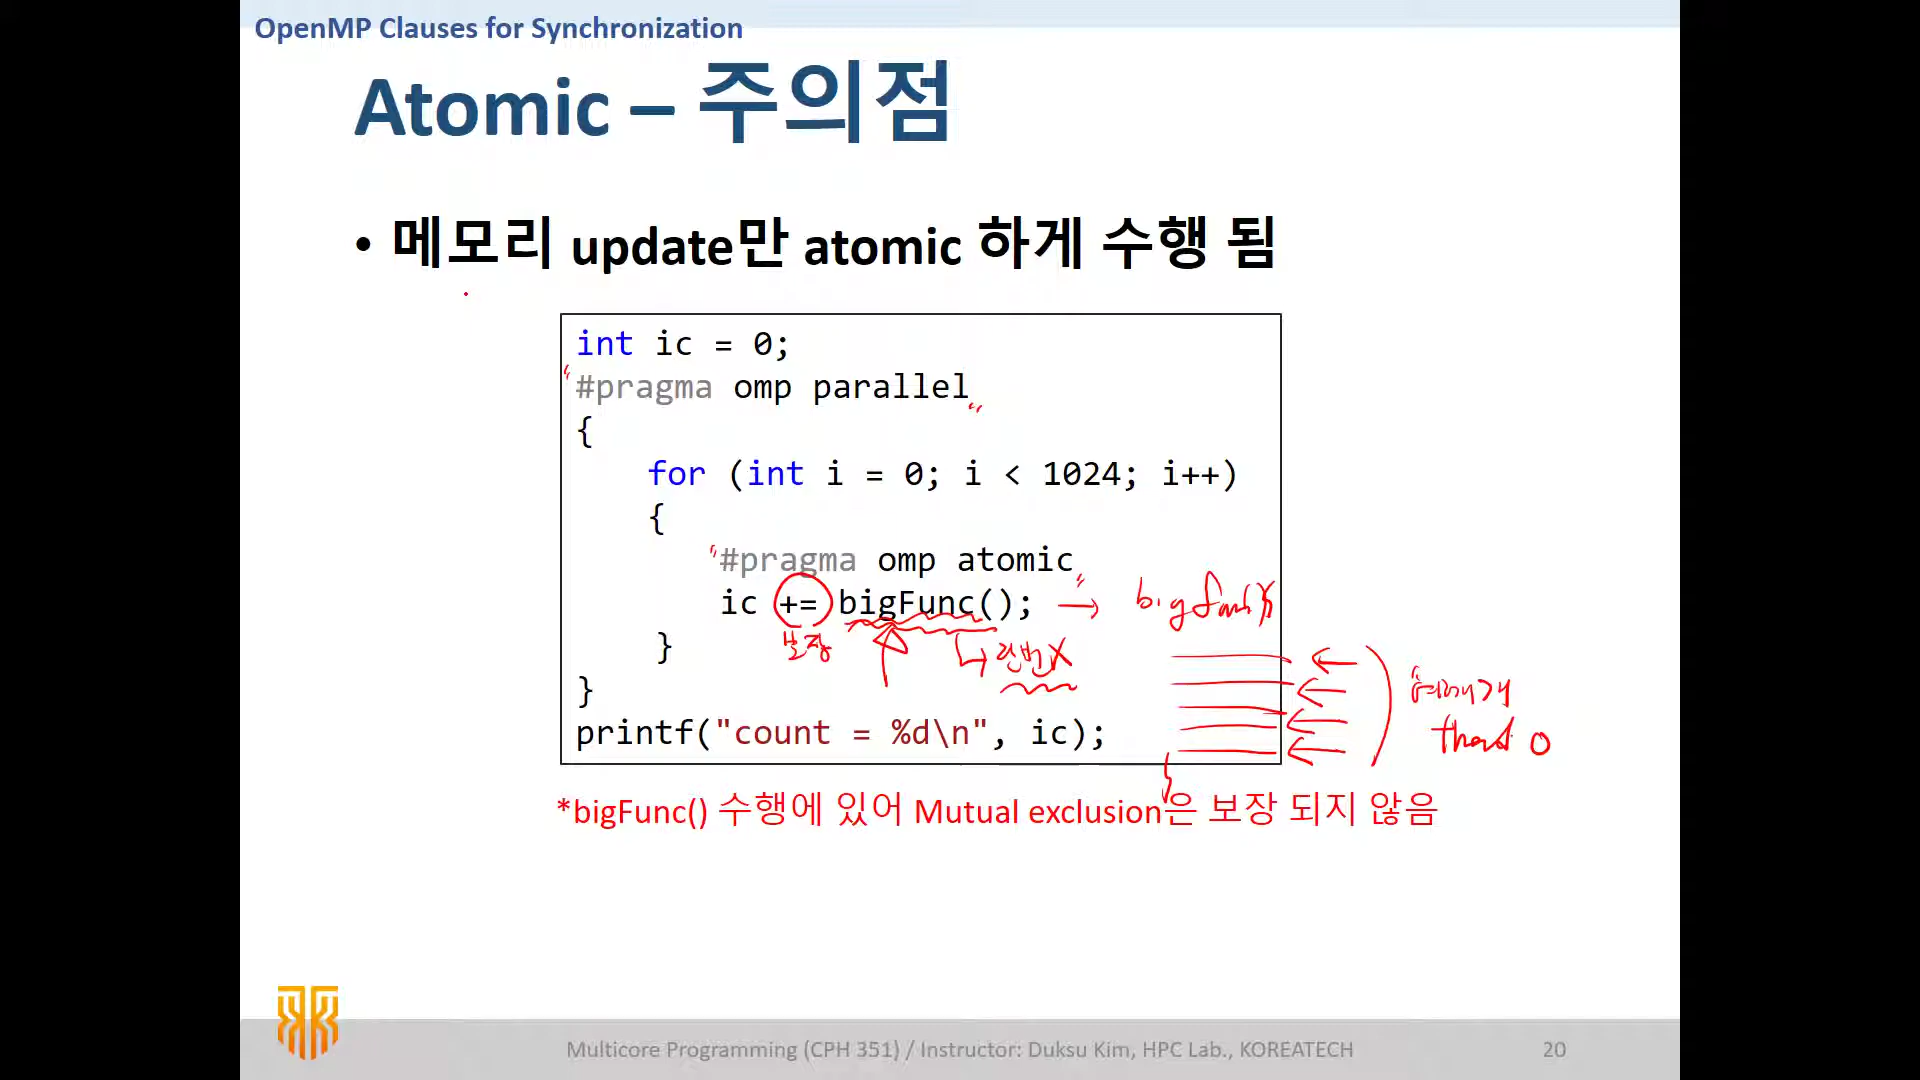 OpenMP Clauses for Synchronization
Atomic – 주의점
• 메모리 update만 atomic 하게 수행 됨
int ic = 0;
#pragma omp parallel
{
for (int i = 0; i < 1024; i++)
{
#pragma omp atomic
ic += bigFunc();
보장
}
}
printf("count = %d\n", ic);
여러개
*bigFunc() 수행에 있어 Mutual exclusion은 보장 되지 않음
Multicore Programming (CPH 351) / Instructor: Duksu Kim, HPC Lab., KOREATECH
20